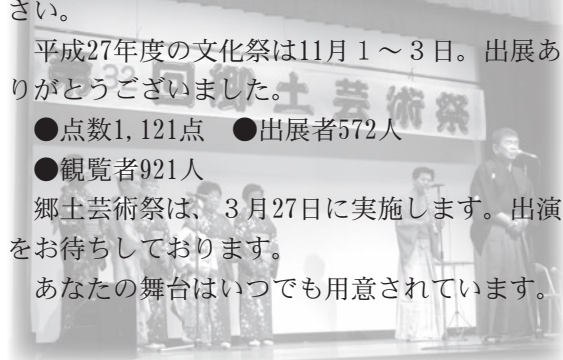 さい。
　平成27年度の文化祭は11月1～3日。出展あ
りがとうございました。
　●点数1,121点　●出展者572人
　●観覧者921人
　郷土芸術祭は、3月27日に実施します。出演
をお待ちしております。
　あなたの舞台はいつでも用意されています。
回郷土芸術祭